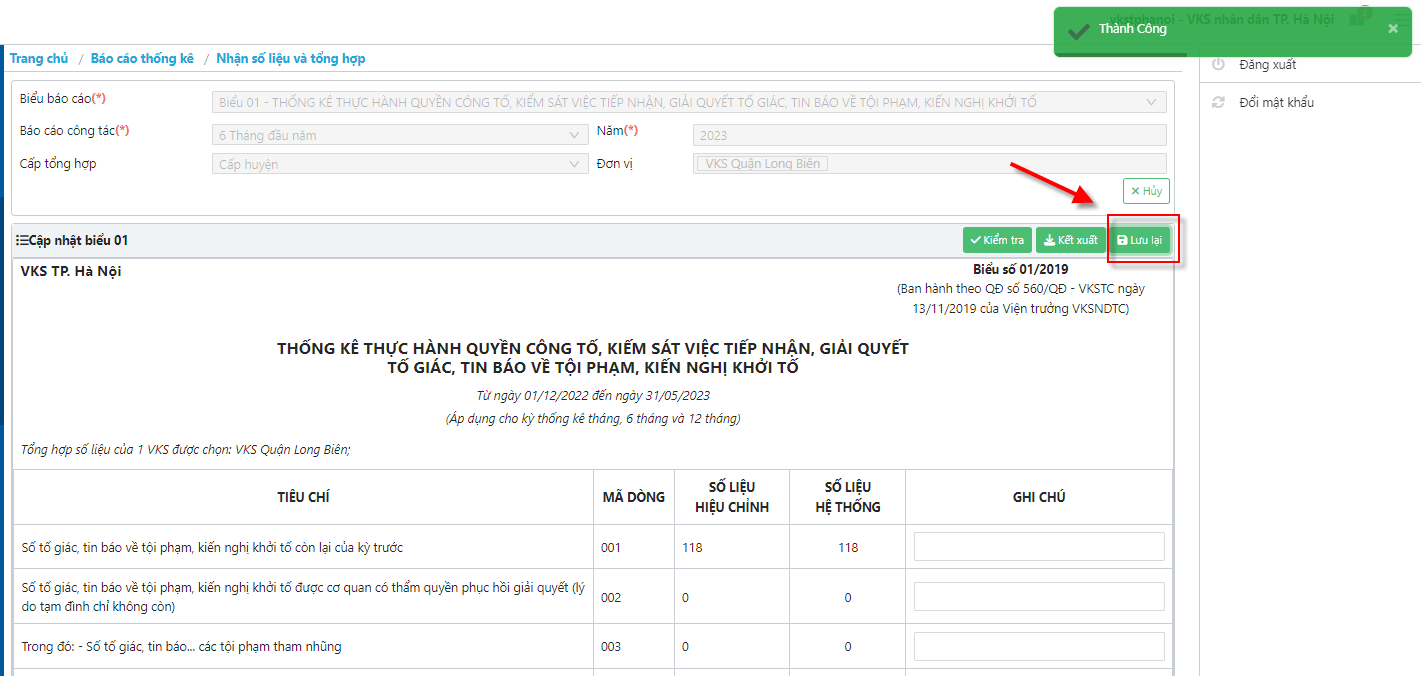 vkstphanoi - VKS nhân dân TP. Hà Nội
Thành Công
Trang chủ / Báo cáo thống kê / Nhận số liệu và tổng hợp
Đăng xuất
Đổi mật khẩu
Biểu báo cáo(*)
Biểu 01 - THỐNG KÊ THỰC HÀNH QUYỀN CÔNG TỐ, KIỂM SÁT VIỆC TIẾP NHẬN, GIẢI QUYẾT TỐ GIÁC, TIN BÁO VỀ TỘI PHẠM, KIẾN NGHỊ KHỞI TỐ
Báo cáo công tác(*)
6 Tháng đầu năm
Năm(*)
2023
Cấp tổng hợp
Cấp huyện
Đơn vị
VKS Quận Long Biên
Hủy
Cập nhật biểu 01
Kiểm tra
Kết xuất
Lưu lại
VKS TP. Hà Nội
Biểu số 01/2019
(Ban hành theo QĐ số 560/QĐ - VKSTC ngày
13/11/2019 của Viện trưởng VKSNDTC)
THỐNG KÊ THỰC HÀNH QUYỀN CÔNG TỐ, KIỂM SÁT VIỆC TIẾP NHẬN, GIẢI QUYẾT
TỐ GIÁC, TIN BÁO VỀ TỘI PHẠM, KIẾN NGHỊ KHỞI TỐ
Từ ngày 01/12/2022 đến ngày 31/05/2023
(Áp dụng cho kỳ thống kê tháng, 6 tháng và 12 tháng)
Tổng hợp số liệu của 1 VKS được chọn: VKS Quận Long Biên;
TIÊU CHÍ
MÃ DÒNG
SỐ LIỆU
HIỆU CHỈNH
SỐ LIỆU
HỆ THỐNG
GHI CHÚ
Số tố giác, tin báo về tội phạm, kiến nghị khởi tố còn lại của kỳ trước
001
118
118
Số tố giác, tin báo về tội phạm, kiến nghị khởi tố được cơ quan có thẩm quyền phục hồi giải quyết (lý
do tạm đình chỉ không còn)
002
0
0
Trong đó: - Số tố giác, tin báo... các tội phạm tham nhũng
003
0
0